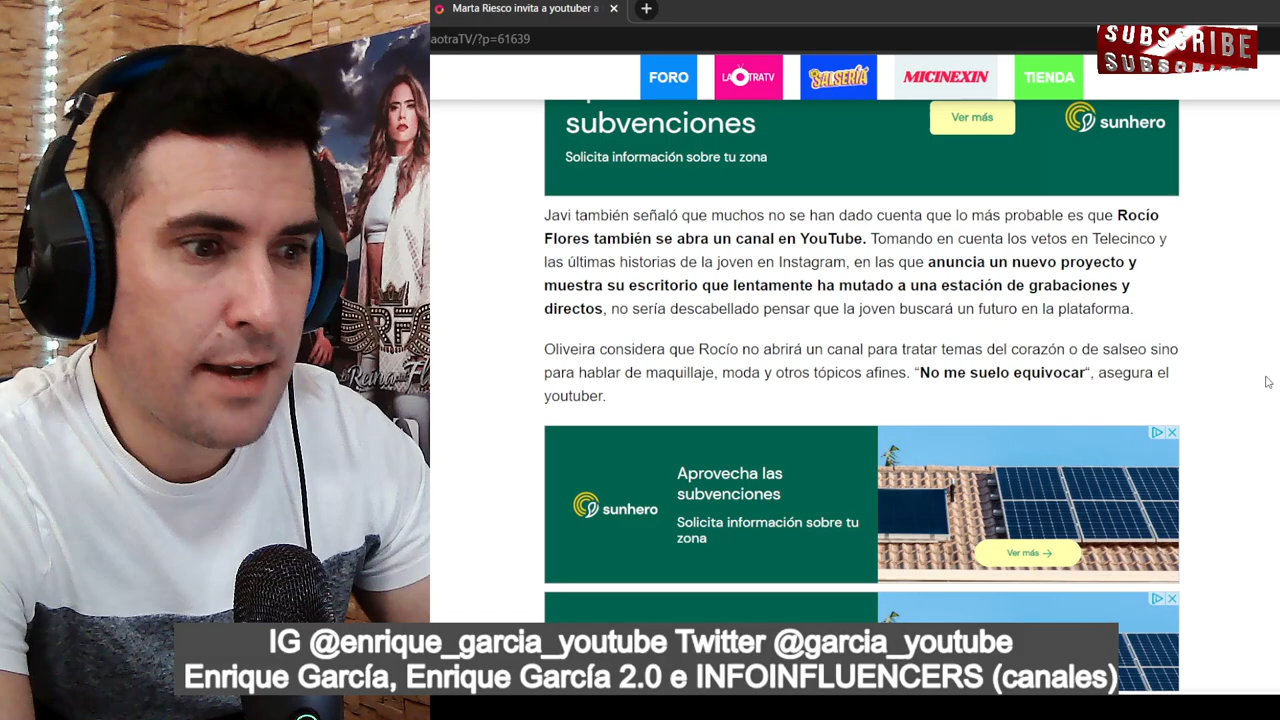 Marta Riesco invita a youtuber a
aotraTV/?p=61639
SUBSCRIBE
FORO
LAOTRATV
SALSERÍA
MICINEXIN
TIENDA
subvenciones
Solicita información sobre tu zona
Ver más
sunhero
Javi también señaló que muchos no se han dado cuenta que lo más probable es que Rocío
Flores también se abra un canal en YouTube. Tomando en cuenta los vetos en Telecinco y
las últimas historias de la joven en Instagram, en las que anuncia un nuevo proyecto y
muestra su escritorio que lentamente ha mutado a una estación de grabaciones y
directos, no sería descabellado pensar que la joven buscará un futuro en la plataforma.
Oliveira considera que Rocío no abrirá un canal para tratar temas del corazón o de salseo sino
para hablar de maquillaje, moda y otros tópicos afines. “No me suelo equivocar“, asegura el
youtuber.
sunhero
Aprovecha las
subvenciones
Solicita información sobre tu
zona
Ver más →
IG @enrique_garcia_youtube Twitter @garcia_youtube
Enrique García, Enrique García 2.0 e INFOINFLUENCERS (canales)